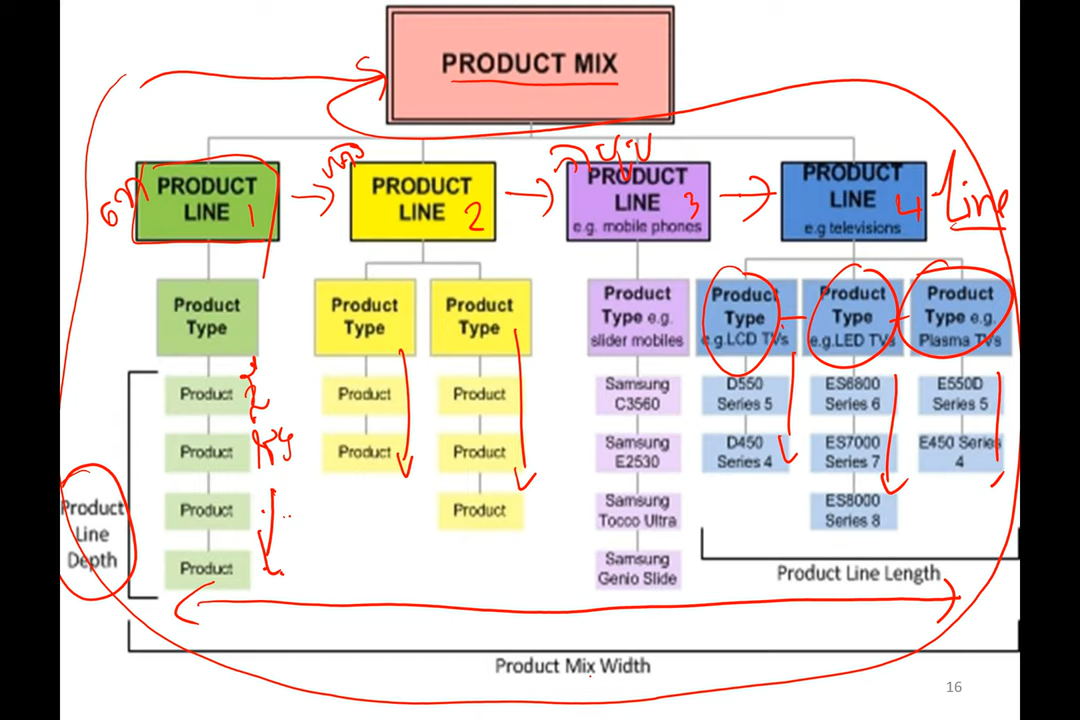 PRODUCT MIX
PRODUCT
LINE 1
PRODUCT
LINE 2
PRODUCT
LINE 3
e.g. mobile phones
PRODUCT
LINE 4
e.g televisions
Line
Product
Type
Product
Type
Product
Type
Product
Type e.g.
slider mobiles
Product
Type
e.g.LCD TVs
Product
Type
e.g.LED TVs
Product
Type e.g.
Plasma TVs
Product
Product
Product
Product
Product
Product
Product
Product
Product
Samsung
C3560
Samsung
E2530
Samsung
Tocco Ultra
Samsung
Genio Slide
D550
Series 5
D450
Series 4
ES6800
Series 6
ES7000
Series 7
ES8000
Series 8
E550D
Series 5
E450 Series
4
Product
Line
Depth
Product Line Length
Product Mix Width
16